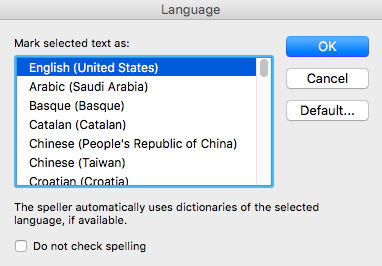 Language
Mark selected text as:
English (United States)
Arabic (Saudi Arabia)
Basque (Basque)
Catalan (Catalan)
Chinese (People's Republic of China)
Chinese (Taiwan)
Croatian (Croatia)
OK
Cancel
Default...
The speller automatically uses dictionaries of the selected
language, if available.
Do not check spelling